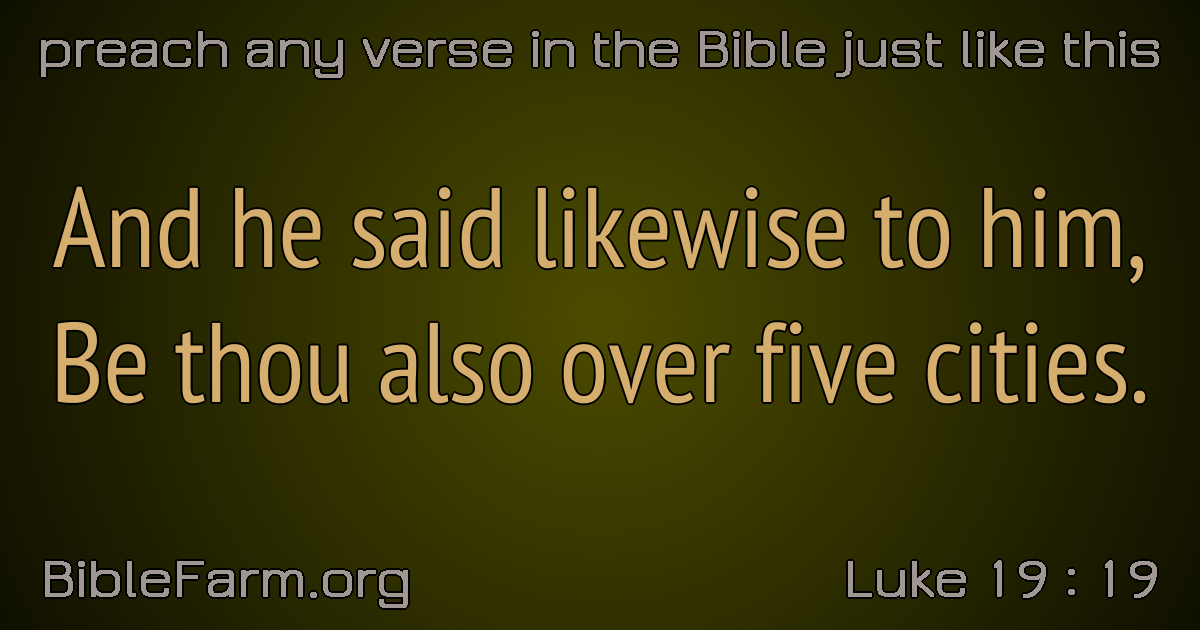 preach any verse in the Bible just like this
And he said likewise to him,
Be thou also over five cities.
BibleFarm.org
Luke 19 : 19